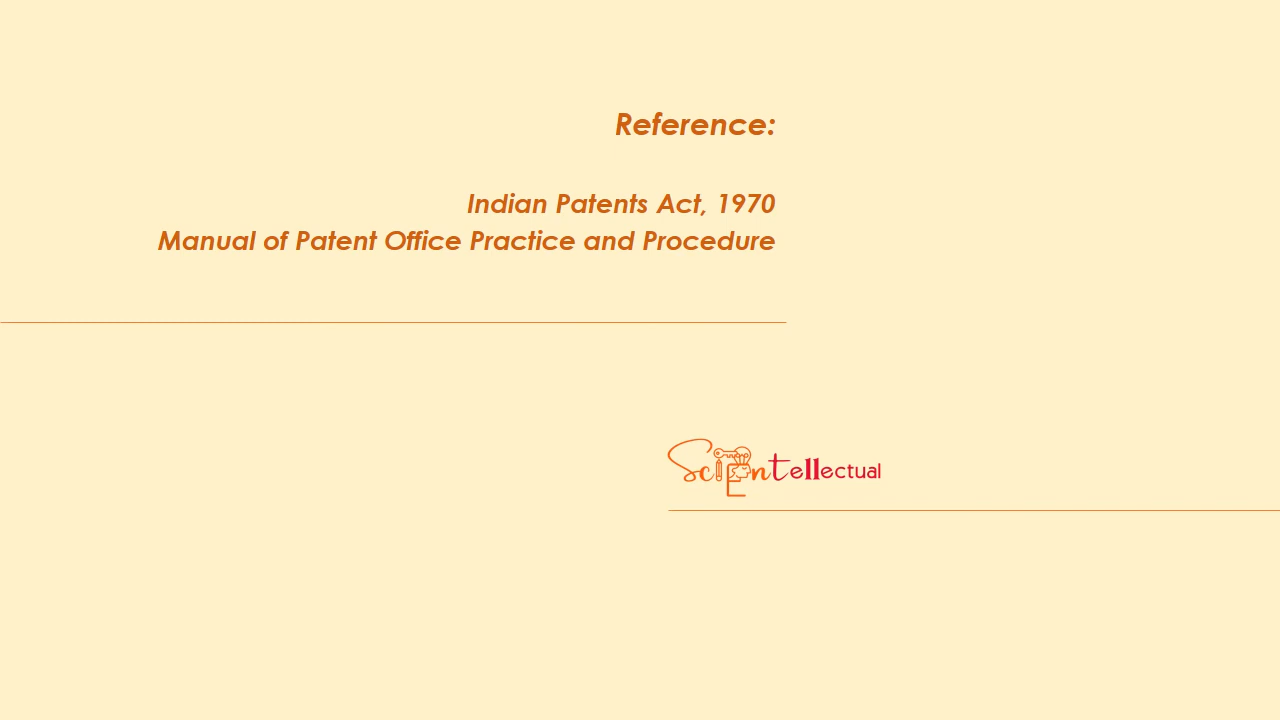 Reference:
Indian Patents Act, 1970
Manual of Patent Office Practice and Procedure
Scientellectual